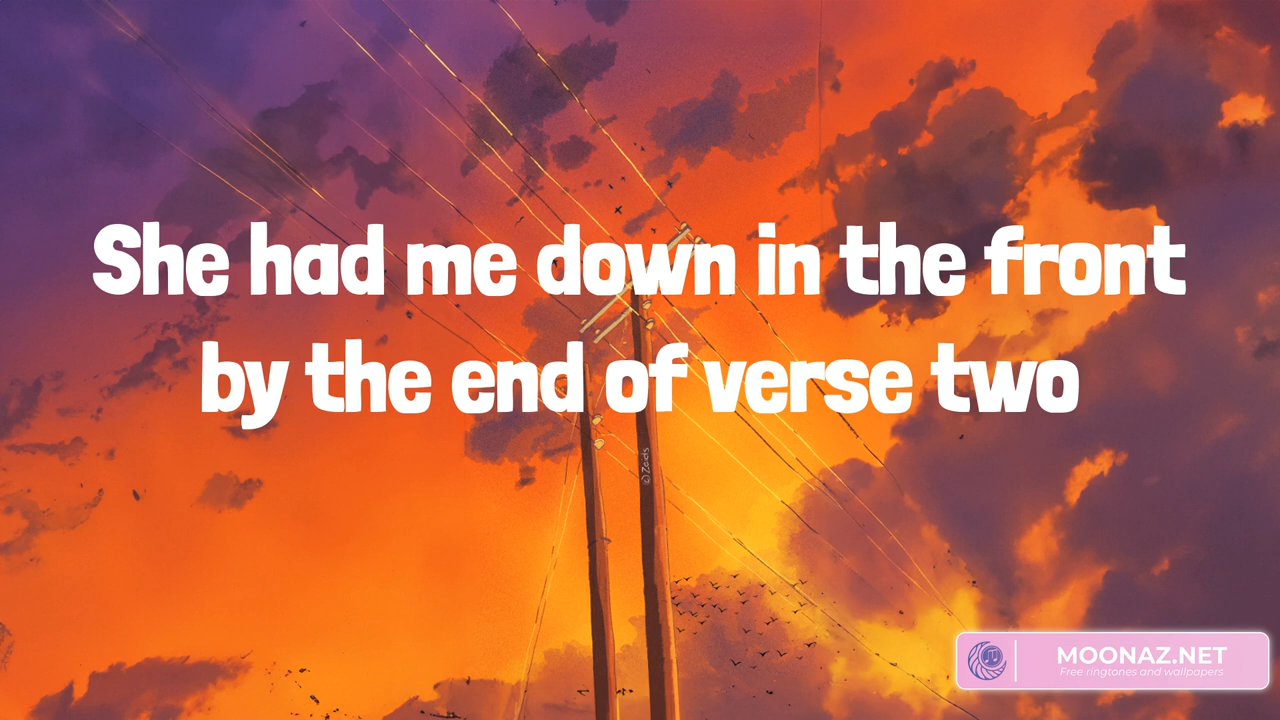 She had me down in the front
by the end of verse two
© Zads
MOONAZ.NET
Free ringtones and wallpapers